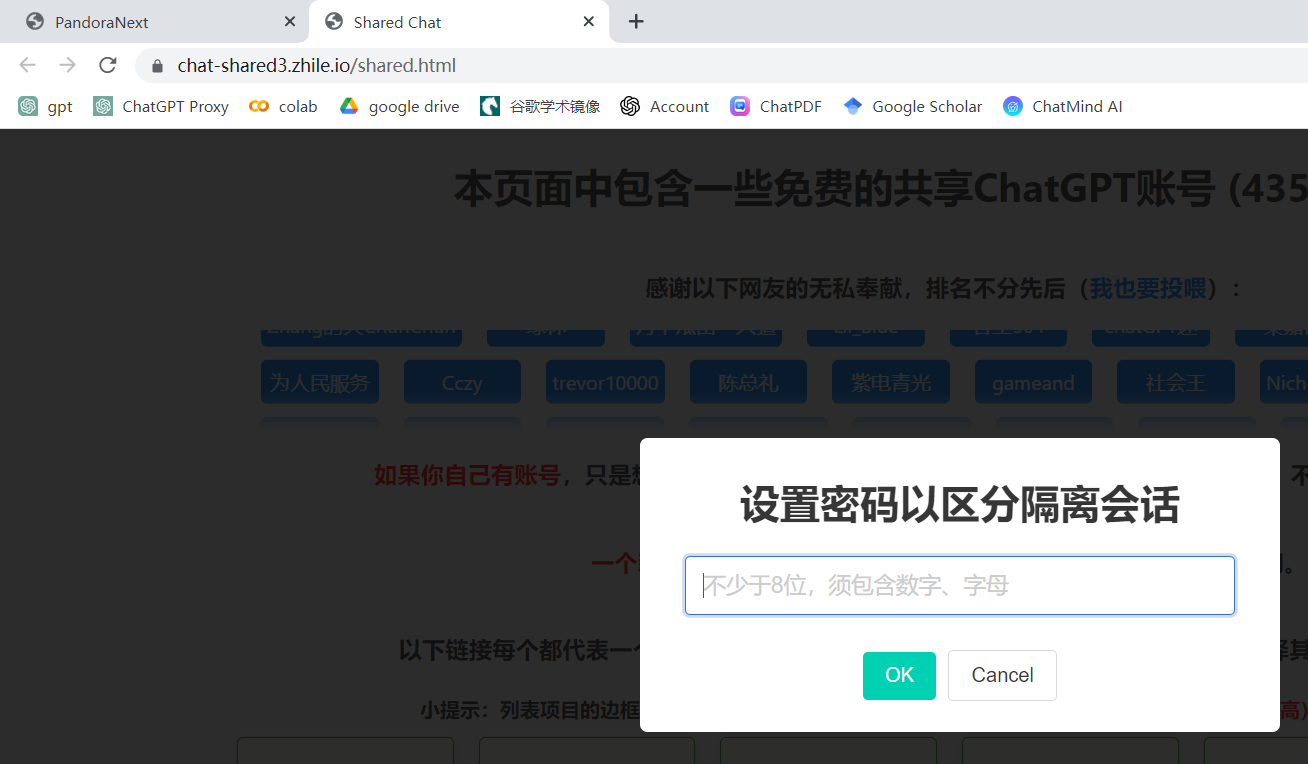 PandoraNext
Shared Chat
chat-shared3.zhile.io/shared.html
gpt ChatGPT Proxy colab google drive 谷歌学术镜像 Account ChatPDF Google Scholar ChatMind AI
本页面中包含一些免费的共享ChatGPT账号 (435
感谢以下网友的无私奉献，排名不分先后（我也要投喂）：
为人民服务 Cczy trevor10000 陈总礼 紫电青光 gameand 社会王 Nich
如果你自己有账号，只是想
设置密码以区分隔离会话
一个
不少于8位，须包含数字、字母
以下链接每个都代表一个
OK Cancel
小提示：列表项目的边框
高)